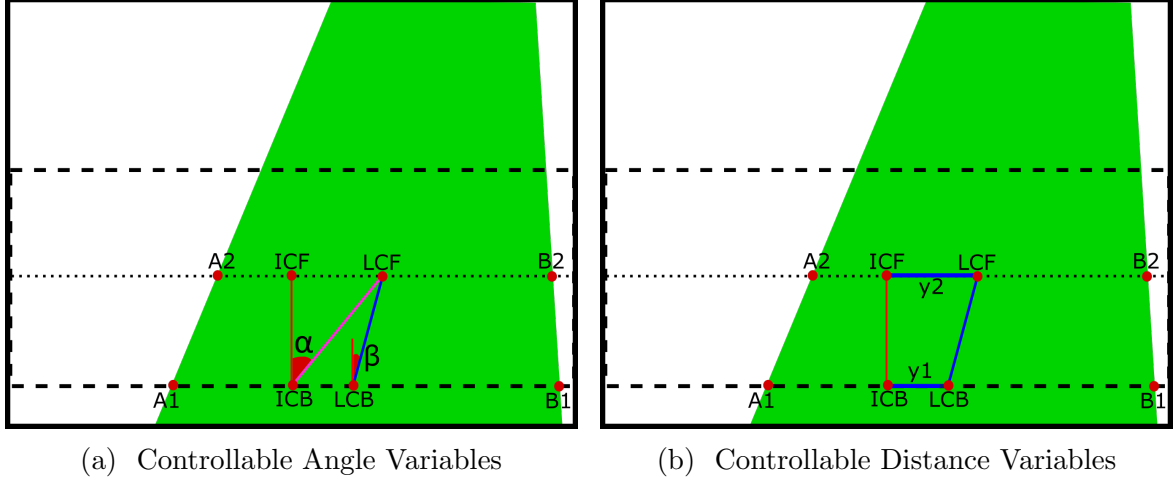 A2 ICF LCF B2
α
β
A1 ICB LCB B1
(a) Controllable Angle Variables
A2 ICF LCF B2
y2
y1
A1 ICB LCB B1
(b) Controllable Distance Variables